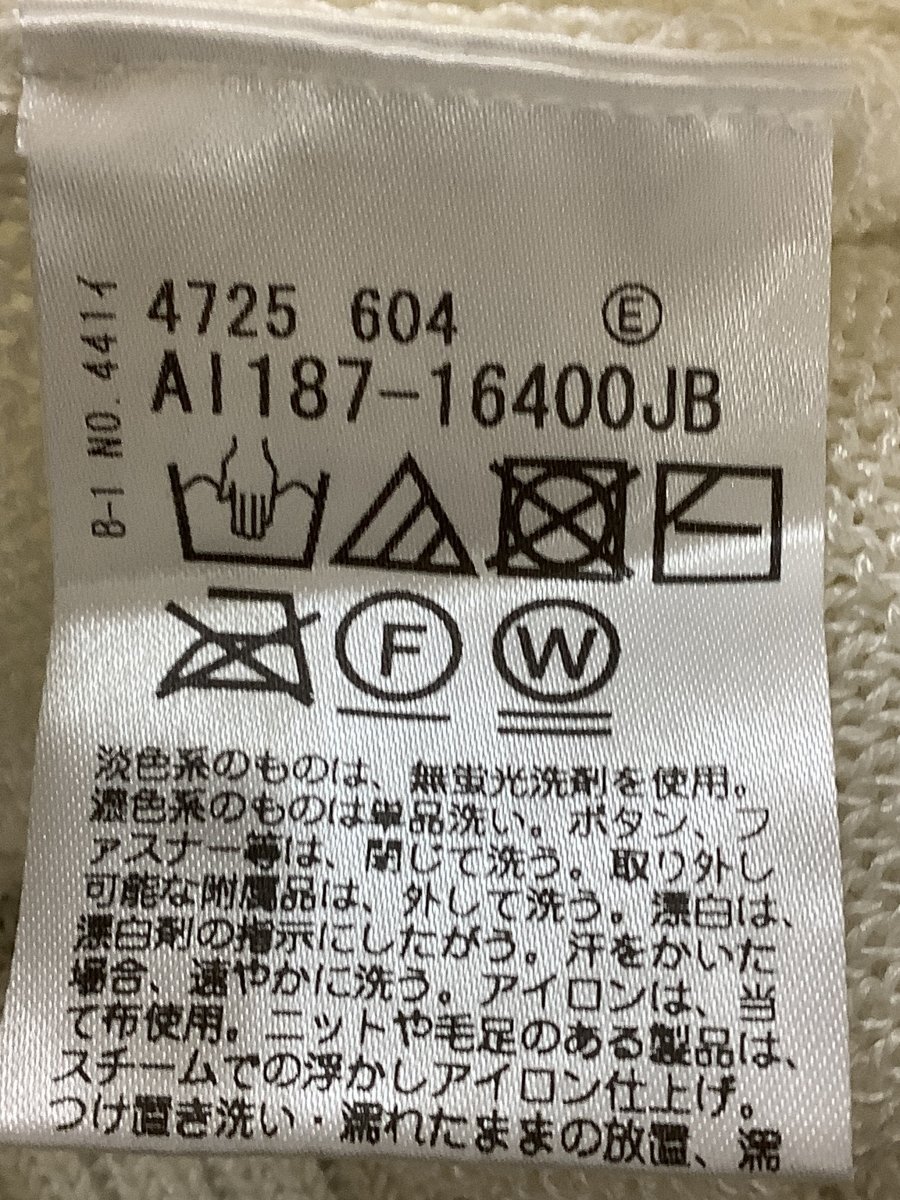 4725 604 Ⓔ
AI187-16400JB
B-1 NO.441イ
F
W
淡色系のものは、無蛍光洗剤を使用。
濃色系のものは単品洗い。ボタン、フ
ァスナー等は、閉じて洗う。取り外し
可能な附属品は、外して洗う。漂白は、
漂白剤の指示にしたがう。汗をかいた
場合、速やかに洗う。アイロンは、当
て布使用。ニットや毛足のある製品は、
スチームでの浮かしアイロン仕上げ。
つけ置き洗い・濡れたままの放置、濡